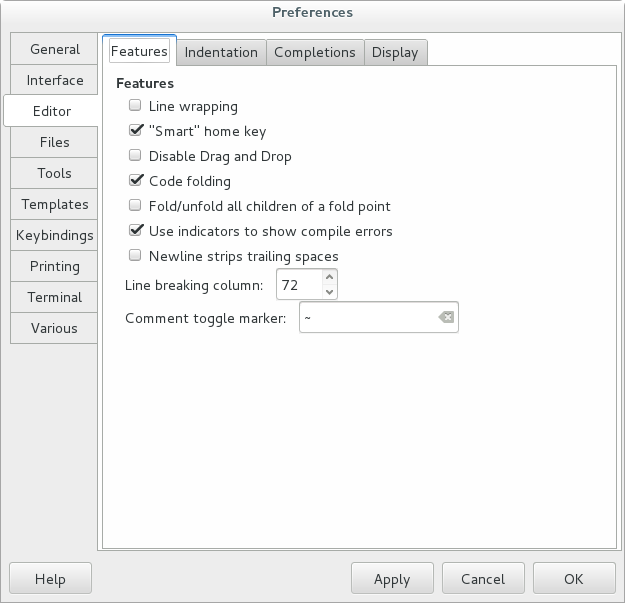 Preferences
General
Interface
Editor
Files
Tools
Templates
Keybindings
Printing
Terminal
Various
Features Indentation Completions Display
Features
Line wrapping
"Smart" home key
Disable Drag and Drop
Code folding
Fold/unfold all children of a fold point
Use indicators to show compile errors
Newline strips trailing spaces
Line breaking column: 72
Comment toggle marker: ~
Help Apply Cancel OK